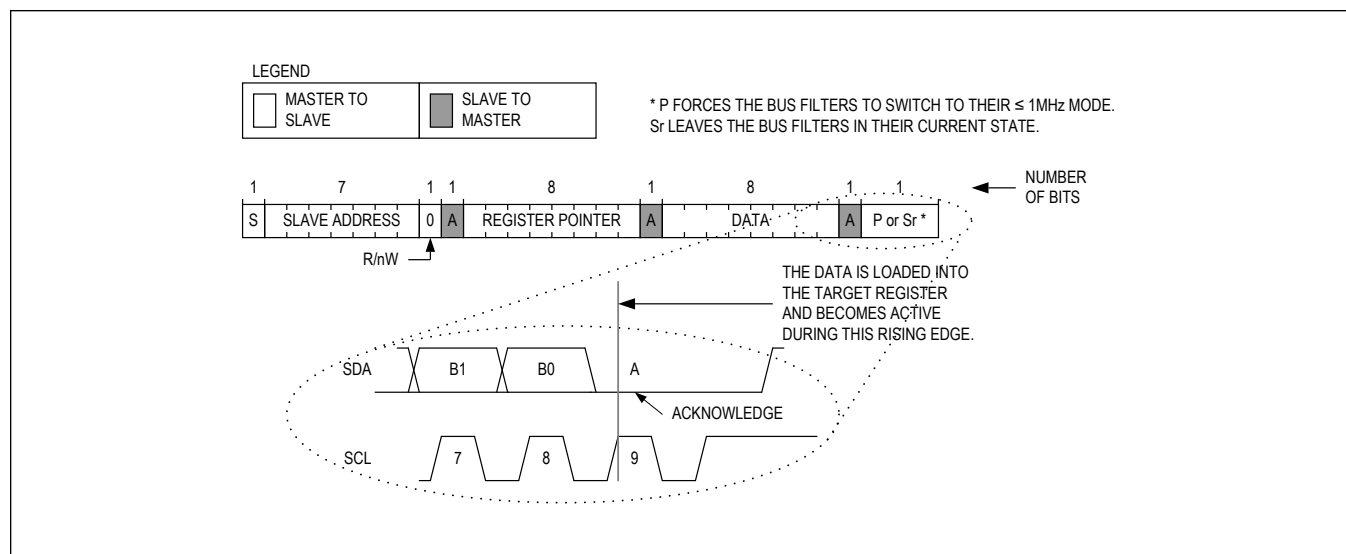 LEGEND
MASTER TO
SLAVE
SLAVE TO
MASTER
* P FORCES THE BUS FILTERS TO SWITCH TO THEIR ≤ 1MHz MODE.
Sr LEAVES THE BUS FILTERS IN THEIR CURRENT STATE.
1 7 1 1 8 1 8 1 1
NUMBER
OF BITS
S SLAVE ADDRESS 0 A REGISTER POINTER A DATA A P or Sr *
R/nW
THE DATA IS LOADED INTO
THE TARGET REGISTER
AND BECOMES ACTIVE
DURING THIS RISING EDGE.
SDA B1 B0 A
ACKNOWLEDGE
SCL 7 8 9